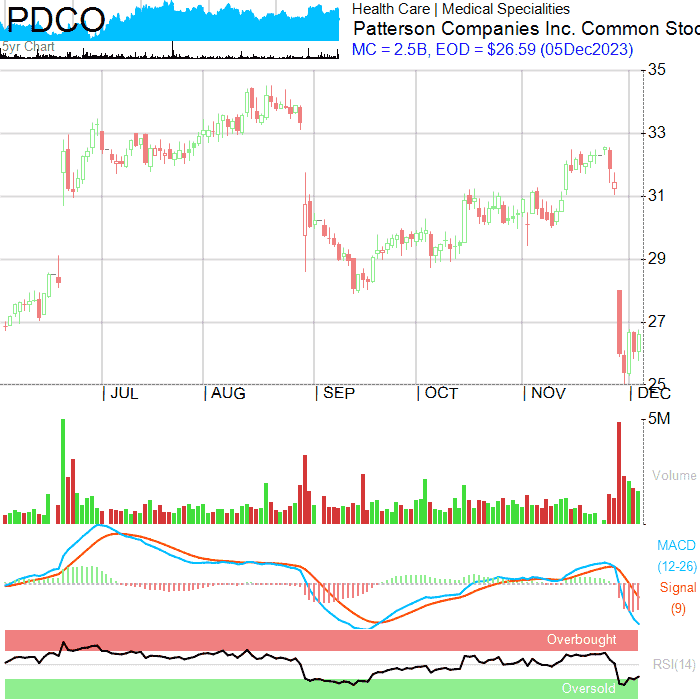 PDCO
5yr Chart
Health Care | Medical Specialities
Patterson Companies Inc. Common Stoc
MC = 2.5B, EOD = $26.59 (05Dec2023)
35
33
31
29
27
25
| JUL | AUG | SEP | OCT | NOV | DEC
5M
Volume
MACD
(12-26)
Signal
(9)
Overbought
RSI(14)
Oversold